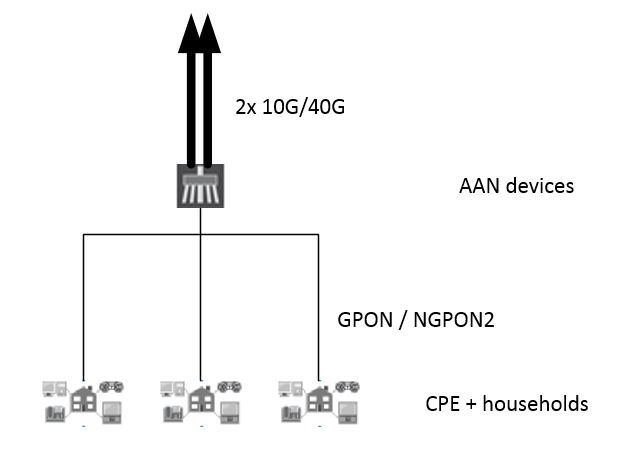 2x 10G/40G
AAN devices
GPON / NGPON2
CPE + households